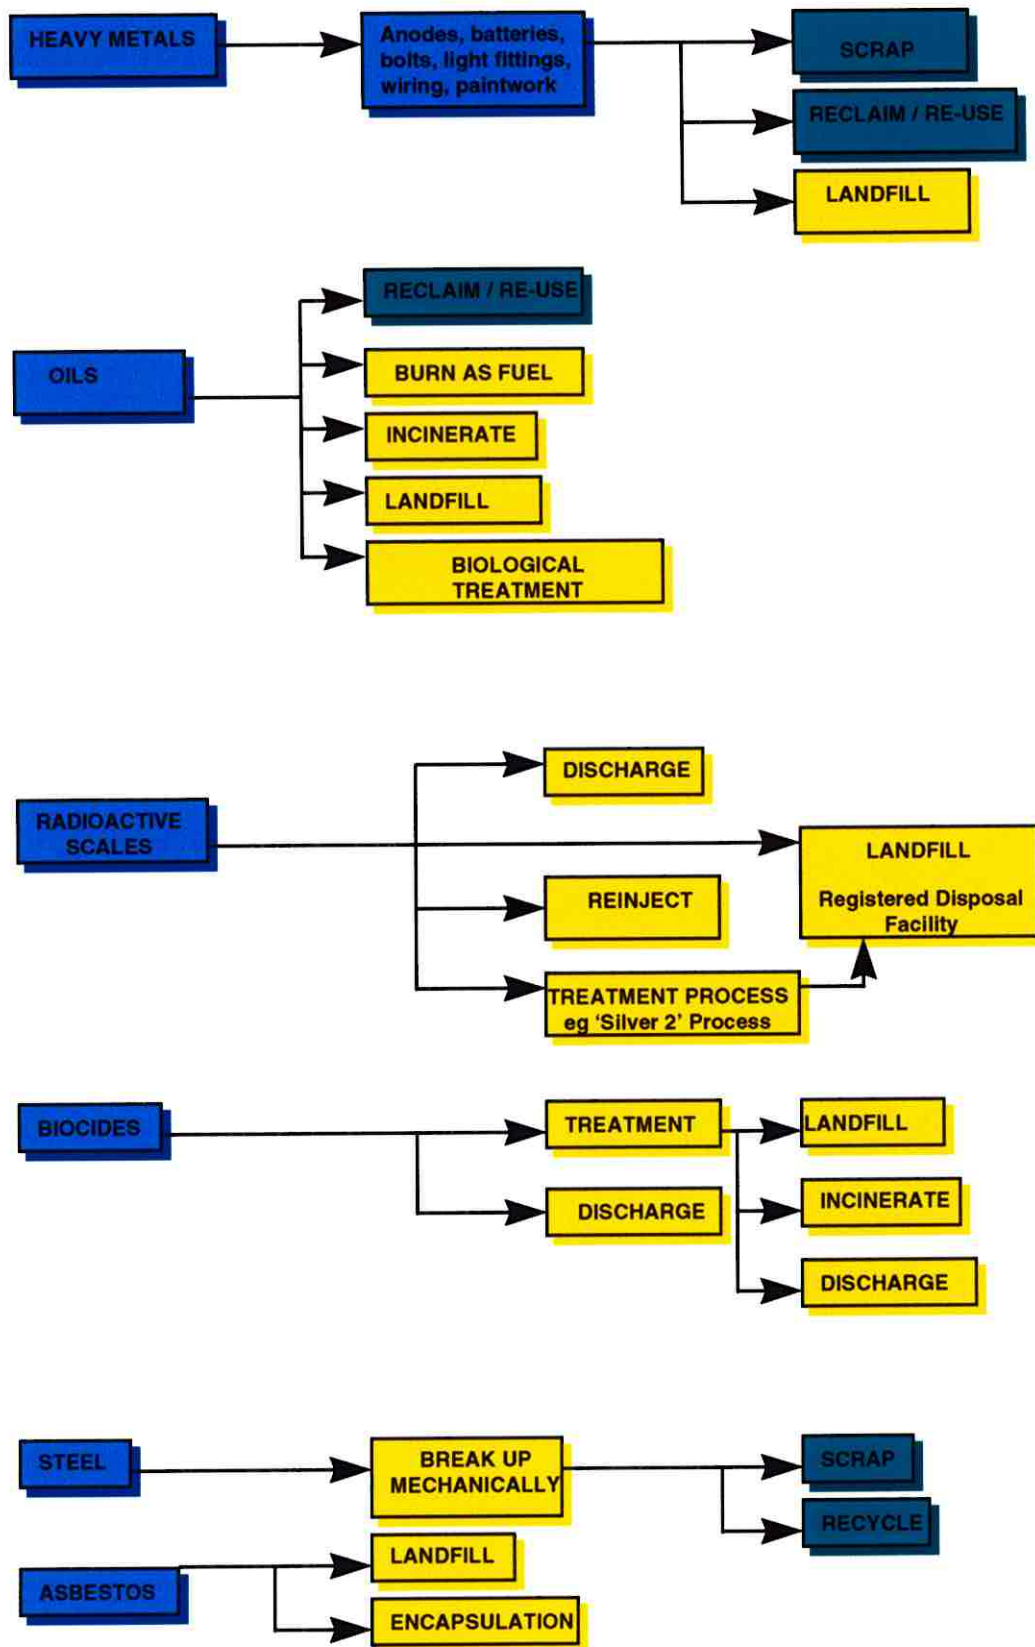 HEAVY METALS
Anodes, batteries,
bolts, light fittings,
wiring, paintwork
SCRAP
RECLAIM / RE-USE
LANDFILL
OILS
RECLAIM / RE-USE
BURN AS FUEL
INCINERATE
LANDFILL
BIOLOGICAL
TREATMENT
RADIOACTIVE
SCALES
DISCHARGE
LANDFILL
Registered Disposal
Facility
REINJECT
TREATMENT PROCESS
eg ‘Silver 2’ Process
BIOCIDES
TREATMENT
DISCHARGE
LANDFILL
INCINERATE
DISCHARGE
STEEL
BREAK UP
MECHANICALLY
SCRAP
RECYCLE
ASBESTOS
LANDFILL
ENCAPSULATION